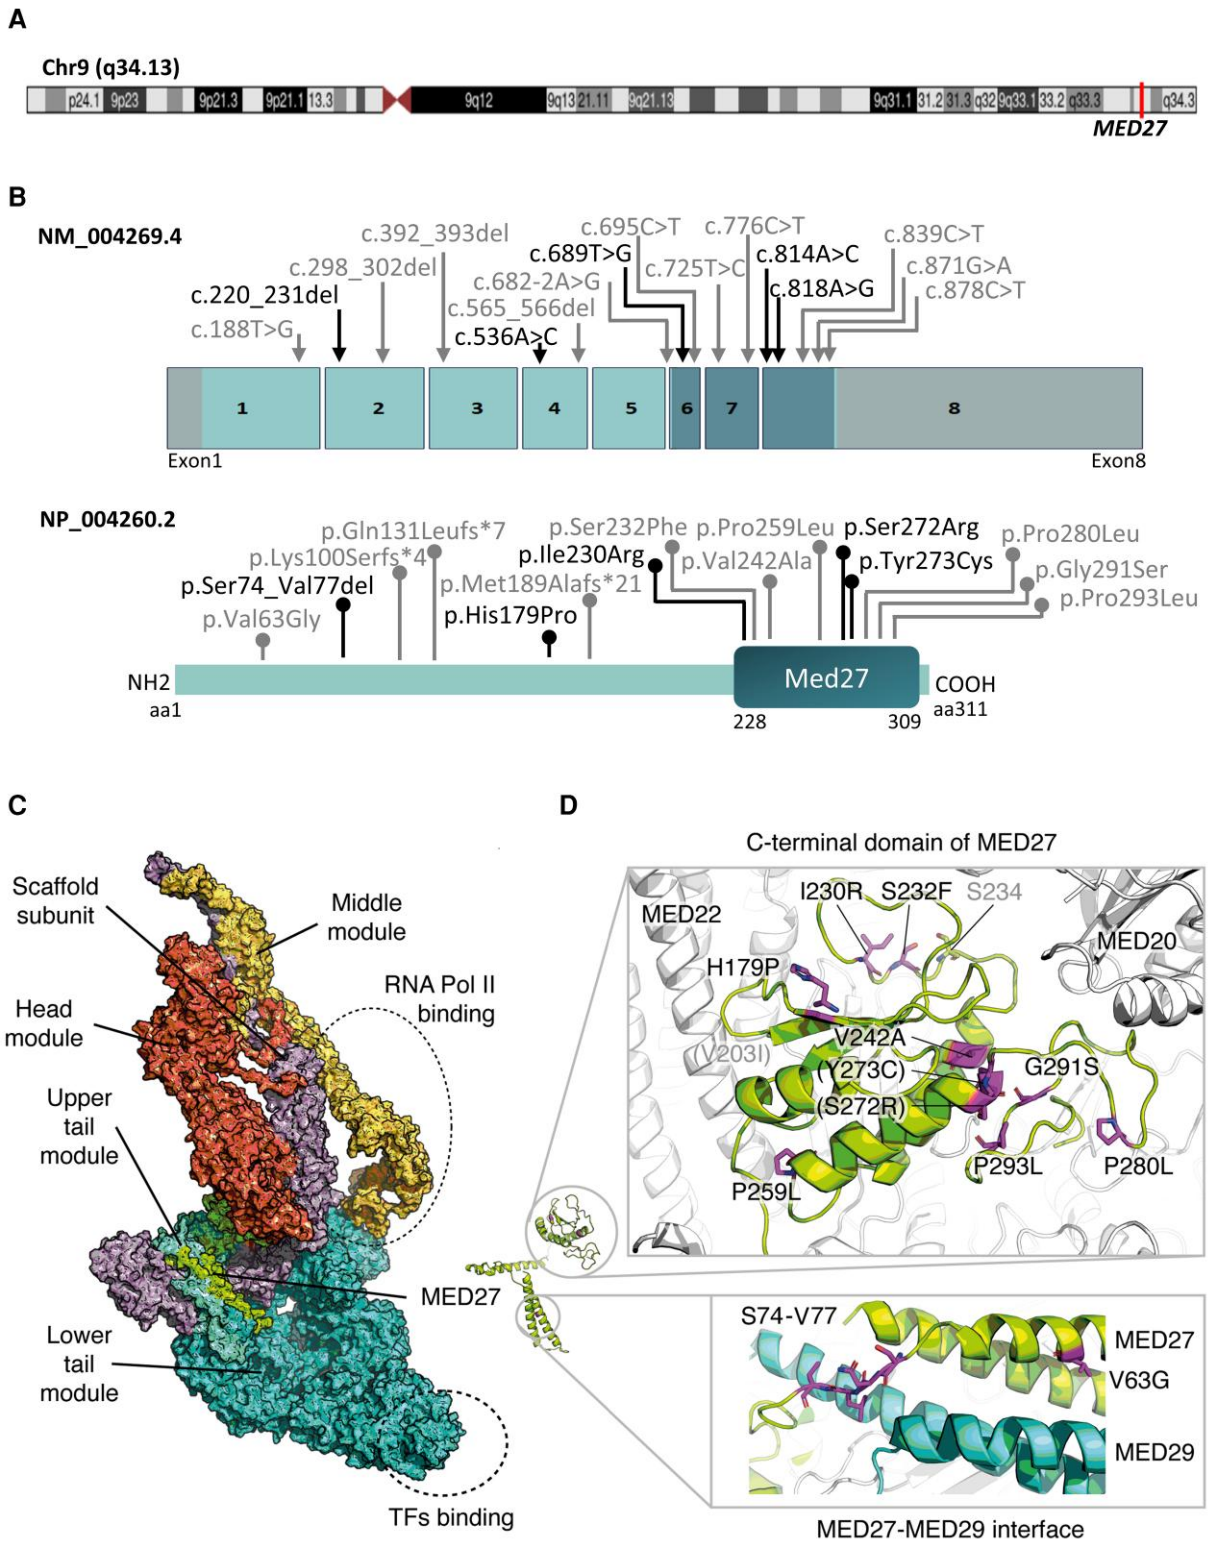 A
Chr9 (q34.13)
p24.1 9p23 9p21.3 9p21.1 13.3 9q12 9q13 21.11 9q21.13 9q31.1 31.2 31.3 q32 9q33.1 33.2 q33.3 q34.3
MED27
B
NM_004269.4
c.695C>T c.776C>T
c.392_393del c.839C>T
c.689T>G c.814A>C
c.298_302del c.725T>C c.871G>A
c.682-2A>G c.818A>G c.878C>T
c.220_231del
c.565_566del
c.188T>G c.536A>C
1 2 3 4 5 6 7 8
Exon1 Exon8
NP_004260.2
p.Gln131Leufs*7 p.Ser232Phe p.Pro259Leu p.Ser272Arg p.Pro280Leu
p.Lys100Serfs*4 p.Ile230Arg p.Val242Ala p.Tyr273Cys p.Gly291Ser
p.Ser74_Val77del p.Met189Alafs*21 p.Pro293Leu
p.Val63Gly p.His179Pro
NH2 Med27 COOH
aa1 aa311
228 309
C
Scaffold
subunit
Middle
module
Head
module
RNA Pol II
binding
Upper
tail
module
MED27
Lower
tail
module
TFs binding
D
C-terminal domain of MED27
I230R S232F S234
MED22
MED20
H179P
V242A
(V203I)
(Y273C) G291S
(S272R)
P293L P280L
P259L
S74-V77
MED27
V63G
MED29
MED27-MED29 interface